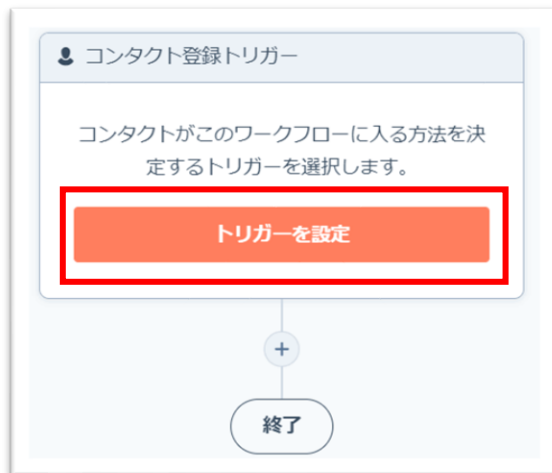 コンタクト登録トリガー
コンタクトがこのワークフローに入る方法を決
定するトリガーを選択します。
トリガーを設定
+
終了